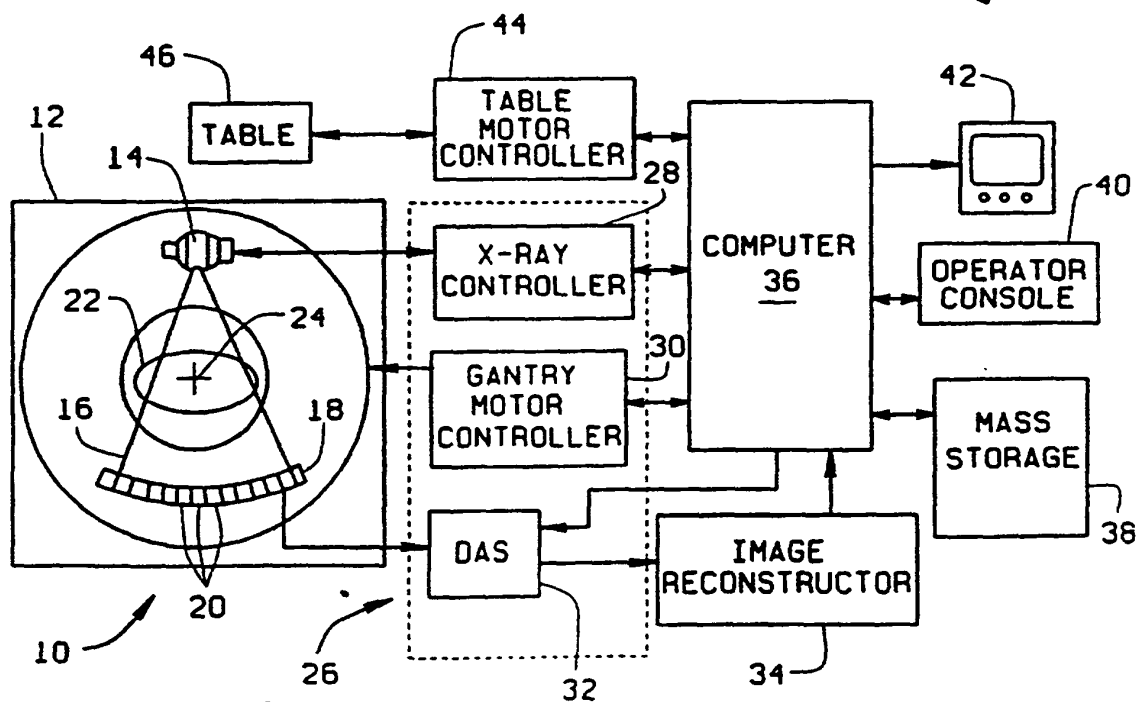 44
46
42
TABLE
TABLE
MOTOR
CONTROLLER
12
14
28
40
X-RAY
CONTROLLER
COMPUTER
36
OPERATOR
CONSOLE
22
24
30
GANTRY
MOTOR
CONTROLLER
16
18
MASS
STORAGE
38
DAS
IMAGE
RECONSTRUCTOR
20
10
26
32
34